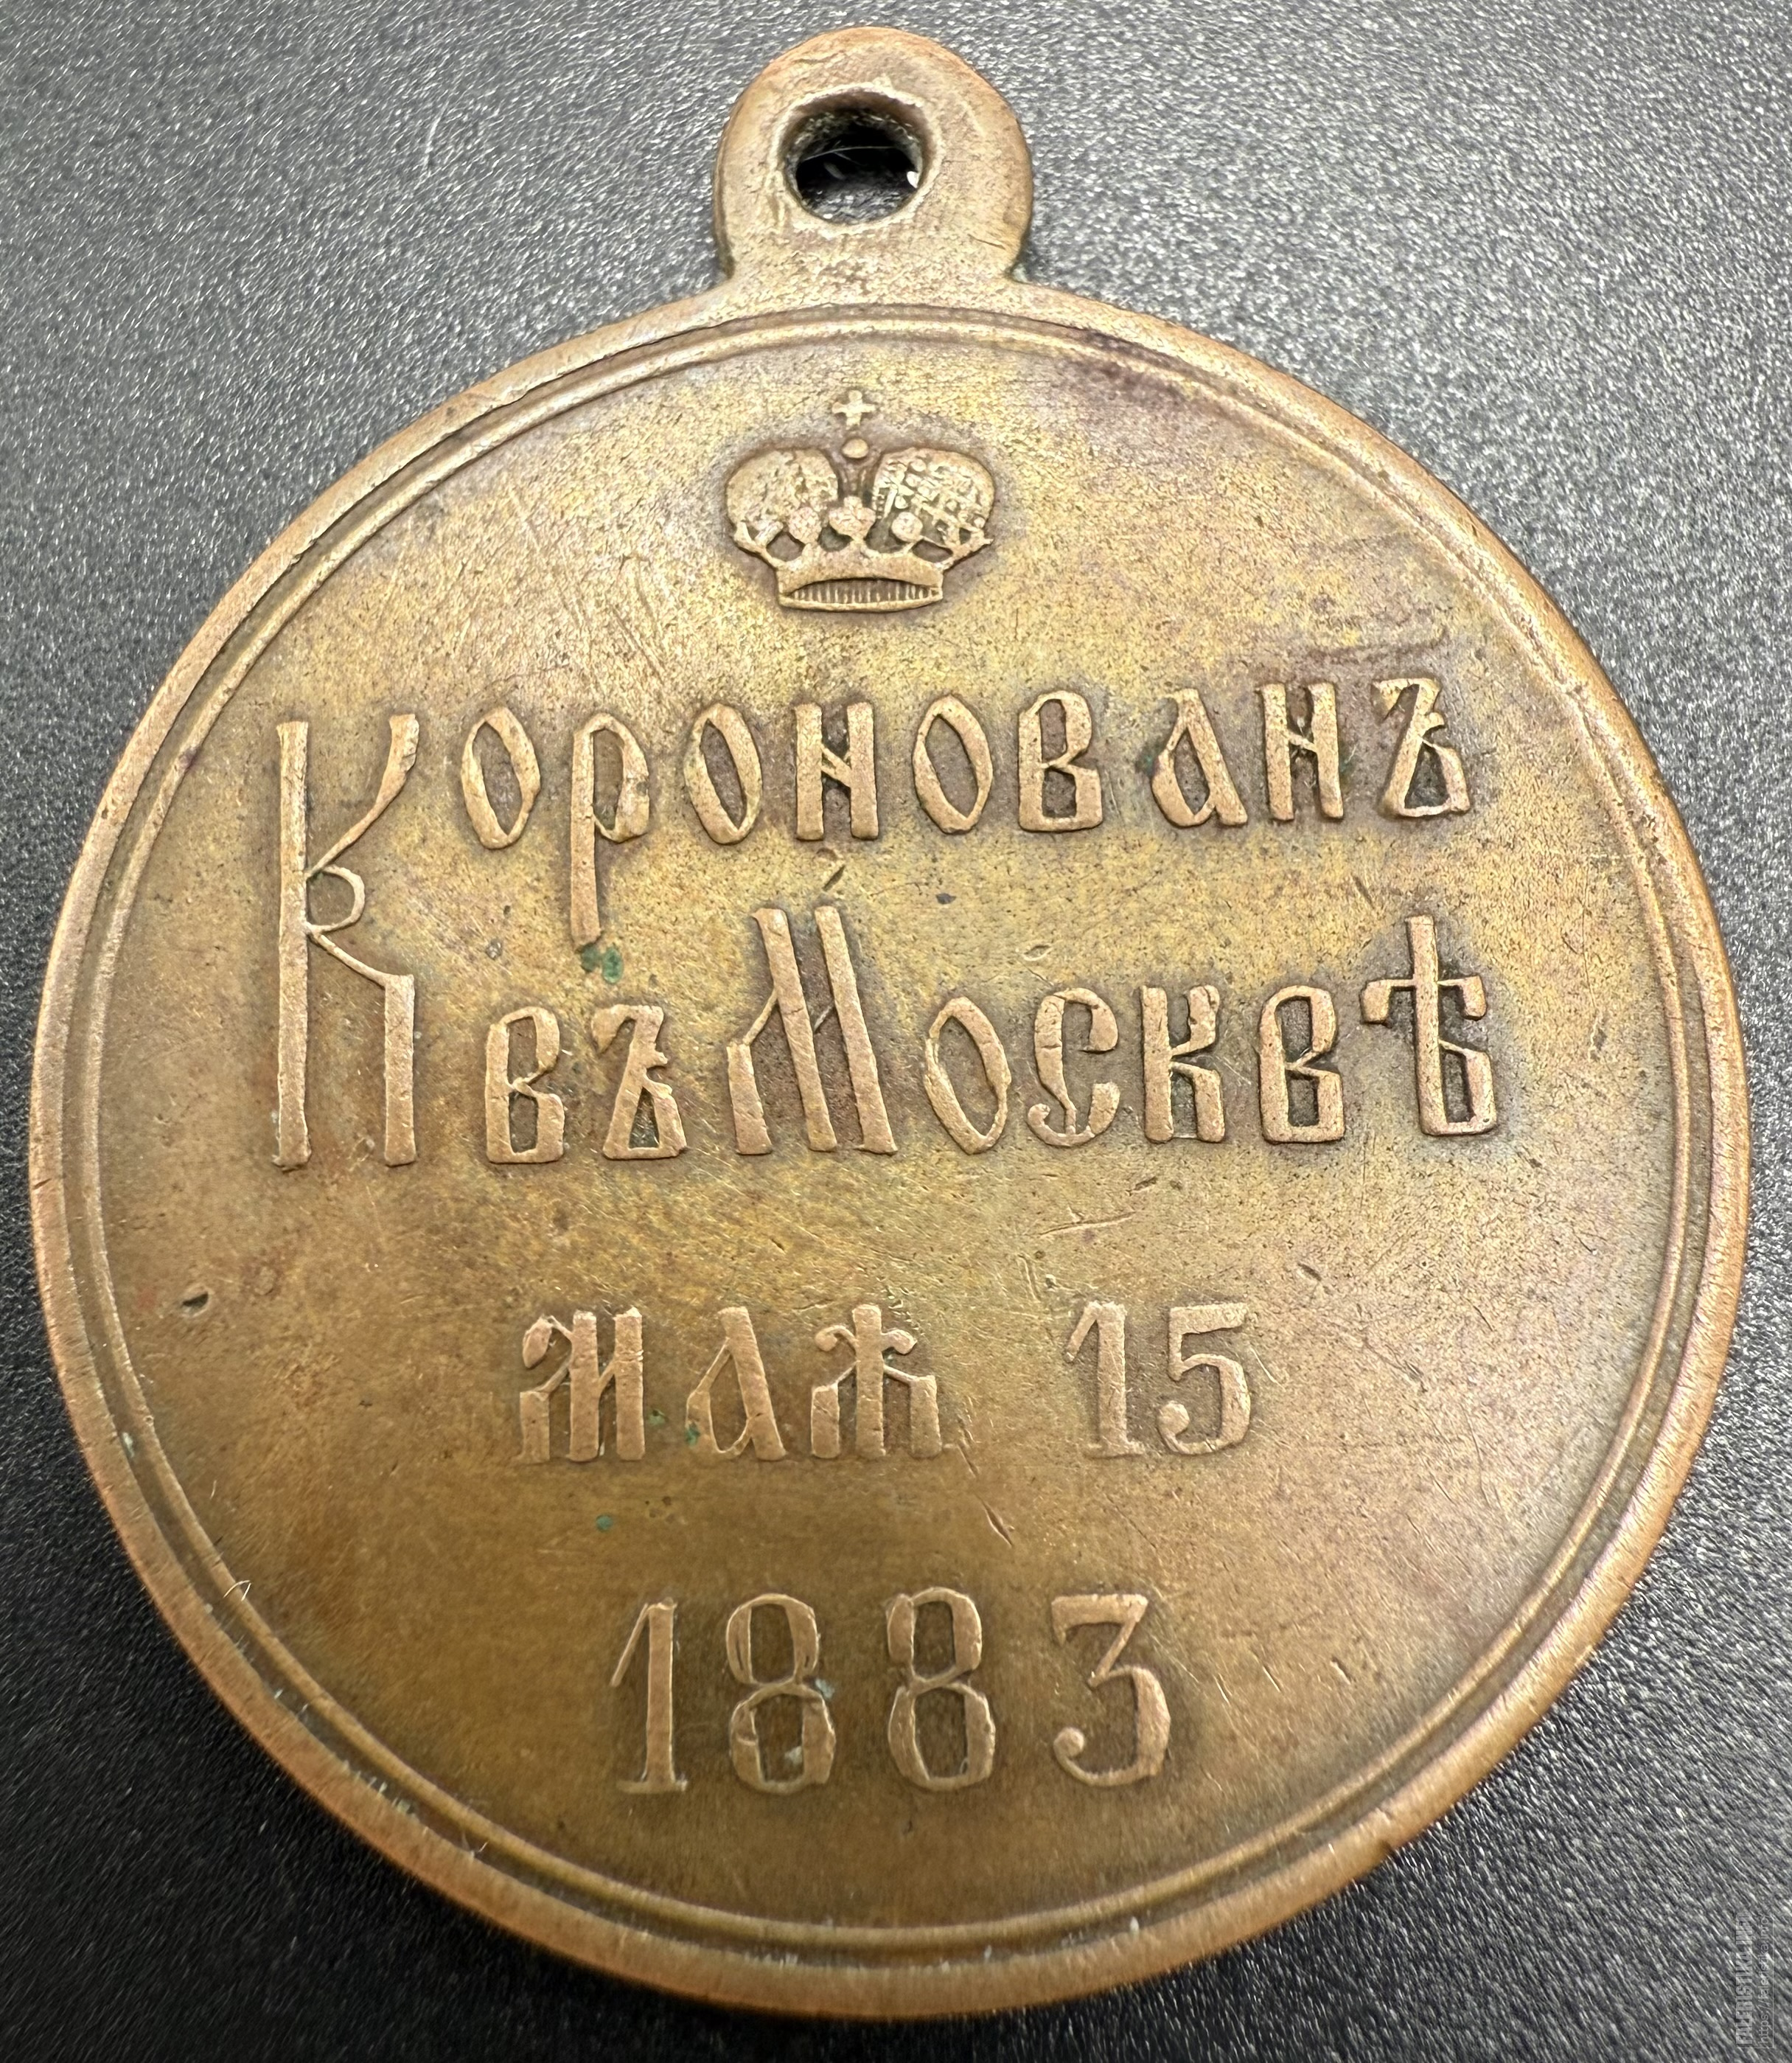 Коронованъ
въ Москвѣ
мая 15
1883